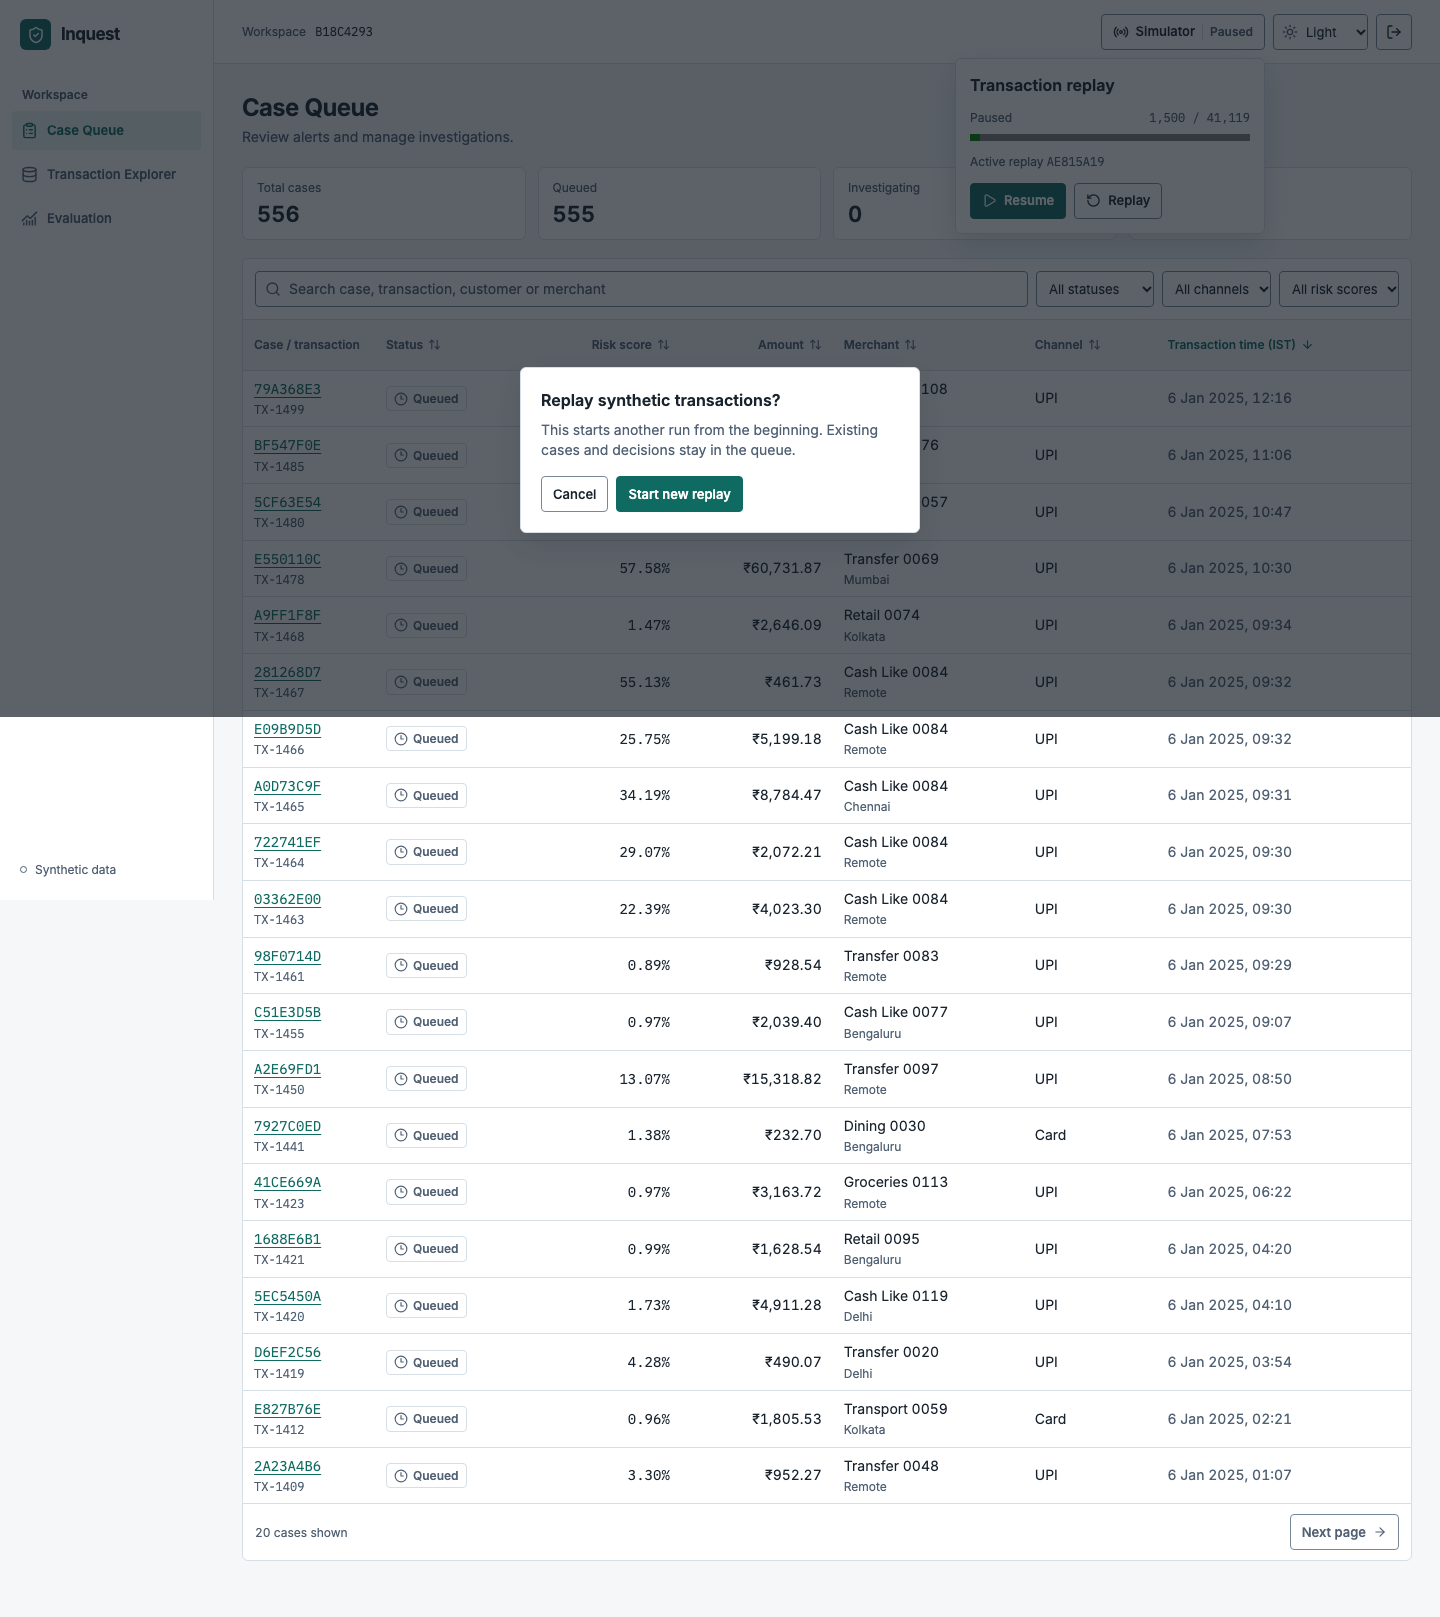 Inquest
Workspace B18C4293
Simulator Paused
Light
Workspace
Case Queue
Transaction Explorer
Evaluation
Synthetic data
Transaction replay
Paused 1,500 / 41,119
Active replay AE815A19
Resume Replay
Case Queue
Review alerts and manage investigations.
Total cases
556
Queued
555
Investigating
0
Search case, transaction, customer or merchant
All statuses All channels All risk scores
Case / transaction Status Risk score Amount Merchant Channel Transaction time (IST)
Replay synthetic transactions?
This starts another run from the beginning. Existing
cases and decisions stay in the queue.
Cancel Start new replay
79A368E3 Queued 108 UPI 6 Jan 2025, 12:16
TX-1499
BF547F0E Queued 76 UPI 6 Jan 2025, 11:06
TX-1485
5CF63E54 Queued 057 UPI 6 Jan 2025, 10:47
TX-1480
E550110C Queued 57.58% ₹60,731.87 Transfer 0069 UPI 6 Jan 2025, 10:30
TX-1478 Mumbai
A9FF1F8F Queued 1.47% ₹2,646.09 Retail 0074 UPI 6 Jan 2025, 09:34
TX-1468 Kolkata
281268D7 Queued 55.13% ₹461.73 Cash Like 0084 UPI 6 Jan 2025, 09:32
TX-1467 Remote
E09B9D5D Queued 25.75% ₹5,199.18 Cash Like 0084 UPI 6 Jan 2025, 09:32
TX-1466 Remote
A0D73C9F Queued 34.19% ₹8,784.47 Cash Like 0084 UPI 6 Jan 2025, 09:31
TX-1465 Chennai
722741EF Queued 29.07% ₹2,072.21 Cash Like 0084 UPI 6 Jan 2025, 09:30
TX-1464 Remote
03362E00 Queued 22.39% ₹4,023.30 Cash Like 0084 UPI 6 Jan 2025, 09:30
TX-1463 Remote
98F0714D Queued 0.89% ₹928.54 Transfer 0083 UPI 6 Jan 2025, 09:29
TX-1461 Remote
C51E3D5B Queued 0.97% ₹2,039.40 Cash Like 0077 UPI 6 Jan 2025, 09:07
TX-1455 Bengaluru
A2E69FD1 Queued 13.07% ₹15,318.82 Transfer 0097 UPI 6 Jan 2025, 08:50
TX-1450 Remote
7927C0ED Queued 1.38% ₹232.70 Dining 0030 Card 6 Jan 2025, 07:53
TX-1441 Bengaluru
41CE669A Queued 0.97% ₹3,163.72 Groceries 0113 UPI 6 Jan 2025, 06:22
TX-1423 Remote
1688E6B1 Queued 0.99% ₹1,628.54 Retail 0095 UPI 6 Jan 2025, 04:20
TX-1421 Bengaluru
5EC5450A Queued 1.73% ₹4,911.28 Cash Like 0119 UPI 6 Jan 2025, 04:10
TX-1420 Delhi
D6EF2C56 Queued 4.28% ₹490.07 Transfer 0020 UPI 6 Jan 2025, 03:54
TX-1419 Delhi
E827B76E Queued 0.96% ₹1,805.53 Transport 0059 Card 6 Jan 2025, 02:21
TX-1412 Kolkata
2A23A4B6 Queued 3.30% ₹952.27 Transfer 0048 UPI 6 Jan 2025, 01:07
TX-1409 Remote
20 cases shown Next page